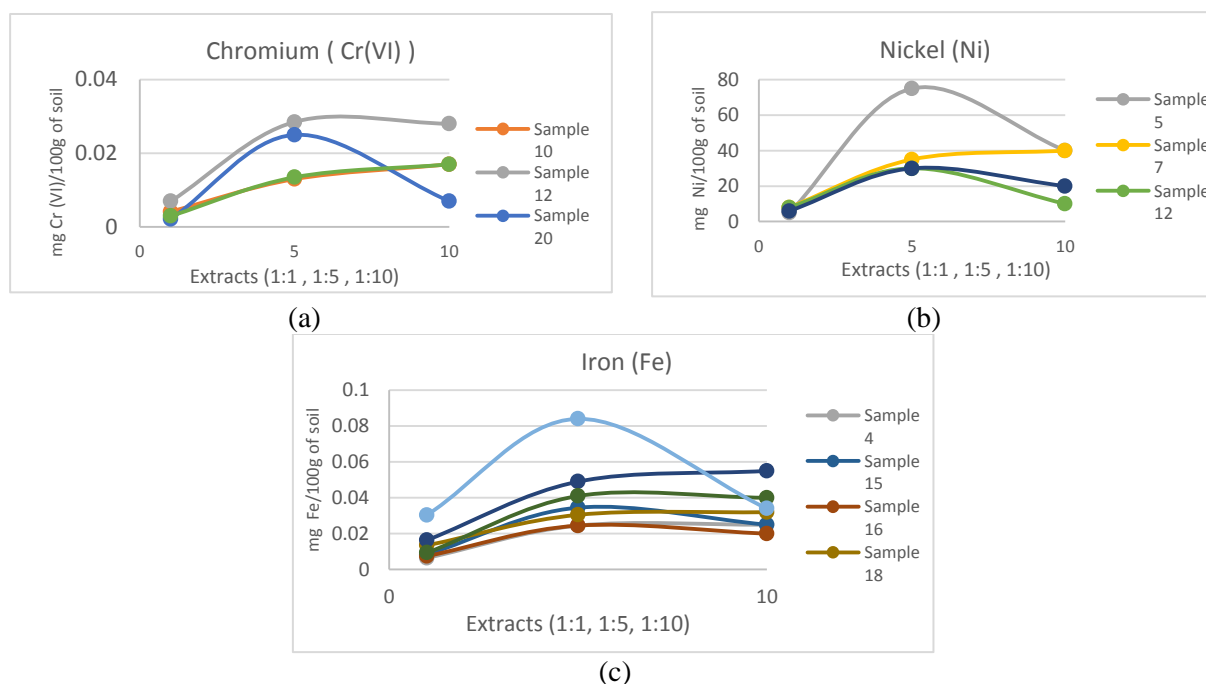 Chromium ( Cr(VI) )
mg Cr (VI)/100g of soil
0.04
0.02
0
0
5
10
Extracts (1:1 , 1:5 , 1:10)
Sample
10
Sample
12
Sample
20
(a)
Nickel (Ni)
mg Ni/100g of soil
80
60
40
20
0
0
5
10
Extracts (1:1 , 1:5 , 1:10)
Sample
5
Sample
7
Sample
12
(b)
Iron (Fe)
mg Fe/100g of soil
0.1
0.08
0.06
0.04
0.02
0
0
10
Extracts (1:1, 1:5, 1:10)
Sample
4
Sample
15
Sample
16
Sample
18
(c)